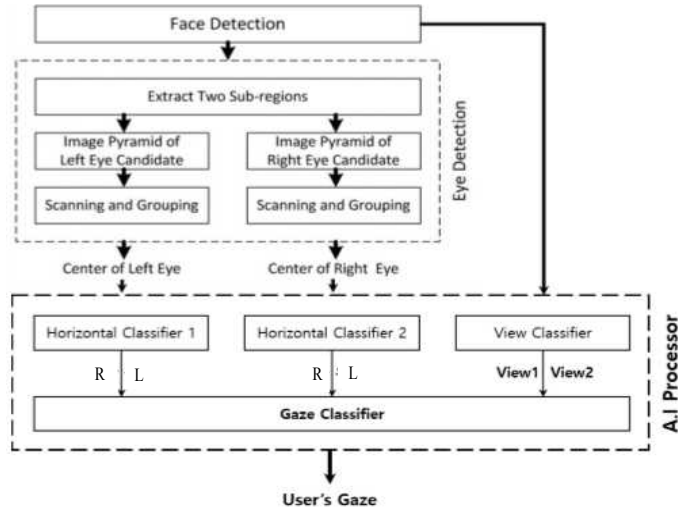 Face Detection
Extract Two Sub-regions
Image Pyramid of
Left Eye Candidate
Image Pyramid of
Right Eye Candidate
Scanning and Grouping
Scanning and Grouping
Eye Detection
Center of Left Eye
Center of Right Eye
Horizontal Classifier 1
Horizontal Classifier 2
View Classifier
R L
R L
View1 View2
Gaze Classifier
A.I Processor
User's Gaze